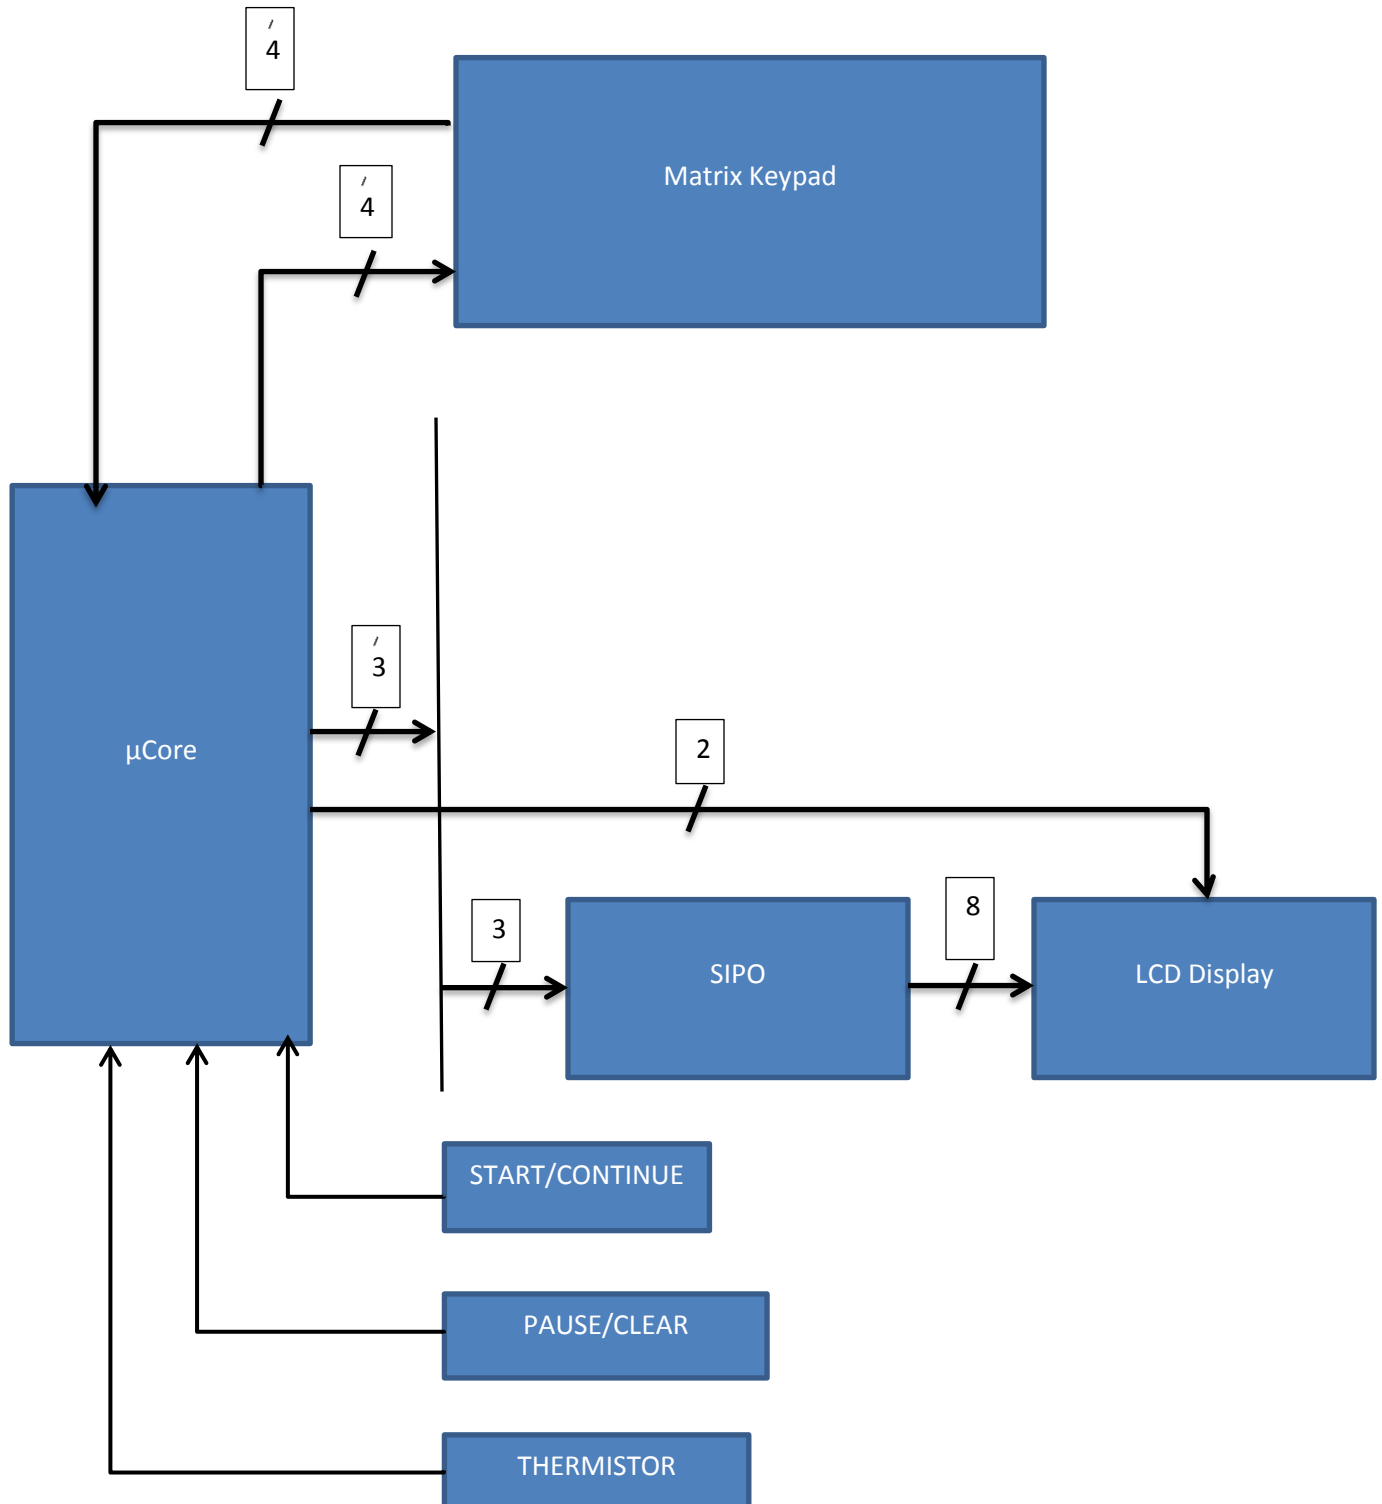 /
4
Matrix Keypad
/
4
/
3
µCore
2
8
3
SIPO
LCD Display
START/CONTINUE
PAUSE/CLEAR
THERMISTOR